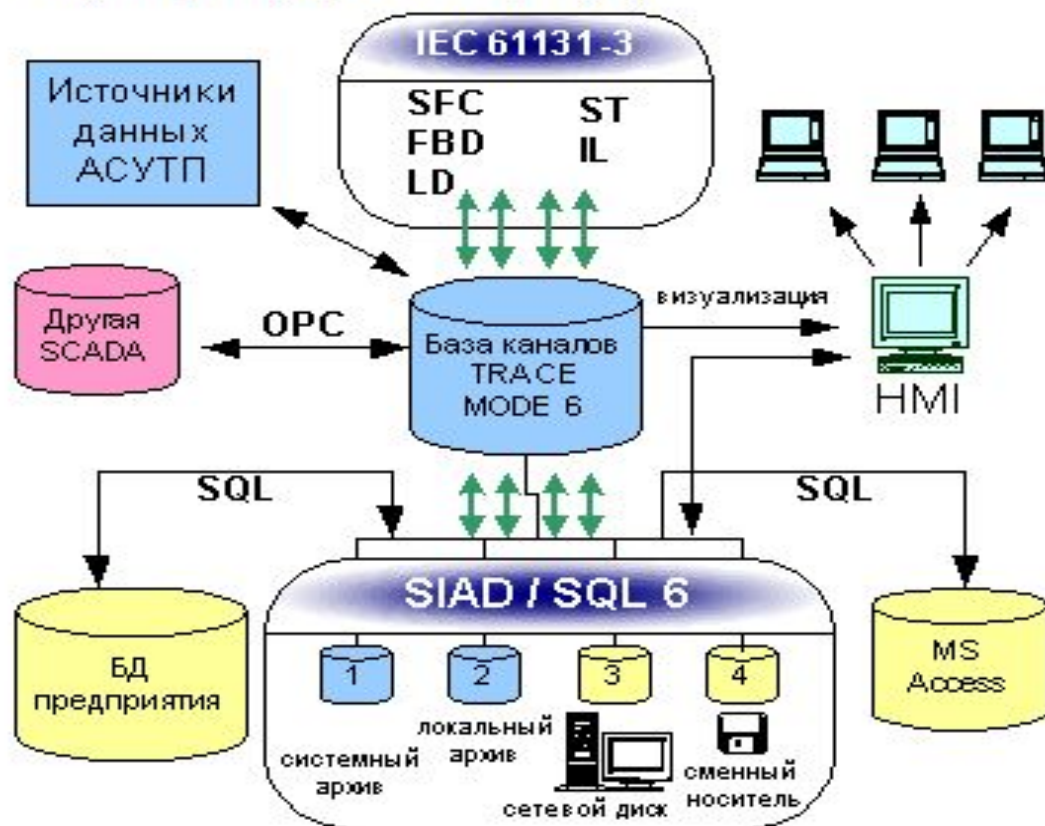 IEC 61131-3
SFC
FBD
LD
ST
IL
Источники
данных
АСУТП
Другая
SCADA
OPC
База каналов
TRACE
MODE 6
визуализация
HMI
SQL
SQL
SIAD / SQL 6
БД
предприятия
1
2
3
4
MS
Access
системный
архив
локальный
архив
сетевой диск
сменный
носитель